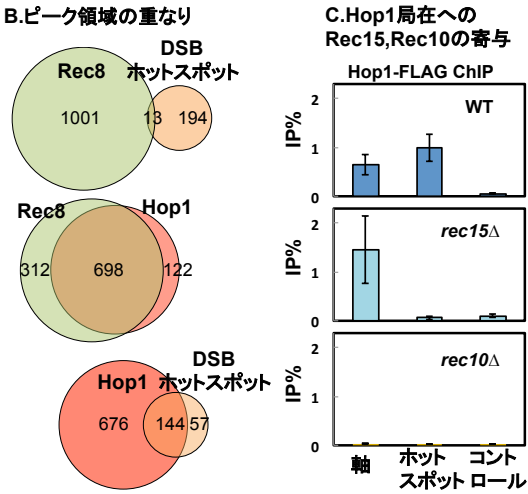 B.ピーク領域の重なり
Rec8
DSB
ホットスポット
1001
13
194
Rec8
Hop1
312
698
122
Hop1
DSB
ホットスポット
676
144
57
C.Hop1局在への
Rec15,Rec10の寄与
Hop1-FLAG ChIP
IP%
2
1
0
WT
IP%
2
1
0
rec15Δ
IP%
2
1
0
rec10Δ
軸
ホット
スポット
コント
ロール